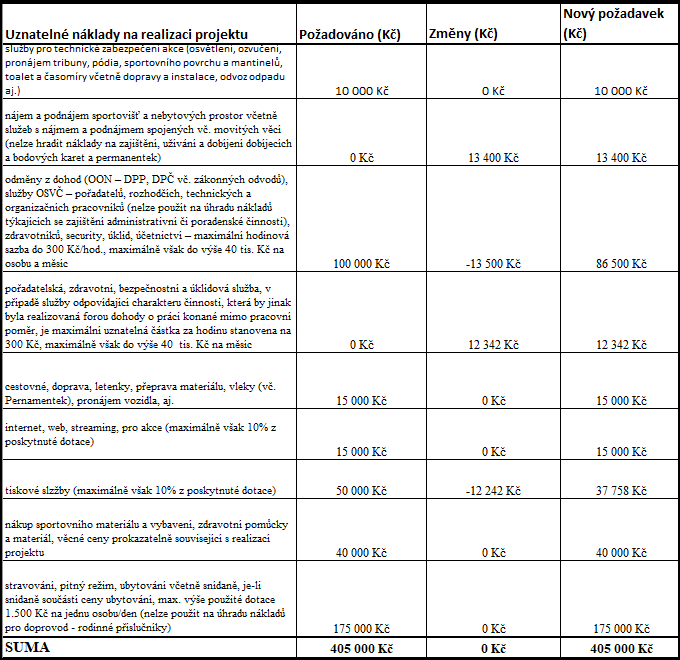 Uznatelné náklady na realizaci projektu Požadováno (Kč) Změny (Kč) Nový požadavek (Kč)
služby pro technické zabezpečení akce (osvětlení, ozvučení,
pronájem tribuny, pódia, sportovního povrchu a mantinelů,
toalet a časomíry včetně dopravy a instalace, odvoz odpadu
aj.) 10 000 Kč 0 Kč 10 000 Kč
nájem a podnájem sportovišť a nebytových prostor včetně
služeb s nájmem a podnájmem spojených vč. movitých věcí
(nelze hradit náklady na zajištění, užívání a dobíjení dobíjecích
a bodových karet a permanentek) 0 Kč 13 400 Kč 13 400 Kč
odměny z dohod (OON – DPP, DPČ vč. zákonných odvodů),
služby OSVČ – pořadatelů, rozhodčích, technických a
organizačních pracovníků (nelze použít na úhradu nákladů
týkajících se zajištění administrativní či poradenské činnosti),
zdravotníků, security, úklid, účetnictví – maximální hodinová
sazba do 300 Kč/hod., maximálně však do výše 40 tis. Kč na
osobu a měsíc 100 000 Kč -13 500 Kč 86 500 Kč
pořadatelská, zdravotní, bezpečnostní a úklidová služba, v
případě služby odpovídající charakteru činnosti, která by jinak
byla realizovaná formou dohody o práci konané mimo pracovní
poměr, je maximální uznatelná částka za hodinu stanovena na
300 Kč, maximálně však do výše 40 tis. Kč na měsíc 0 Kč 12 342 Kč 12 342 Kč
cestovné, doprava, letenky, přeprava materiálu, vleky (vč.
Pernamentek), pronájem vozidla, aj. 15 000 Kč 0 Kč 15 000 Kč
internet, web, streaming, pro akce (maximálně však 10% z
poskytnuté dotace) 15 000 Kč 0 Kč 15 000 Kč
tiskové slzžby (maximálně však 10% z poskytnuté dotace) 50 000 Kč -12 242 Kč 37 758 Kč
nákup sportovního materiálu a vybavení, zdravotní pomůcky
a materiál, věcné ceny prokazatelně související s realizací
projektu 40 000 Kč 0 Kč 40 000 Kč
stravování, pitný režim, ubytování včetně snídaně, je-li
snídaně součástí ceny ubytování, max. výše použité dotace
1.500 Kč na jednu osobu/den (nelze použít na úhradu nákladů
pro doprovod - rodinné příslušníky) 175 000 Kč 0 Kč 175 000 Kč
SUMA 405 000 Kč 0 Kč 405 000 Kč